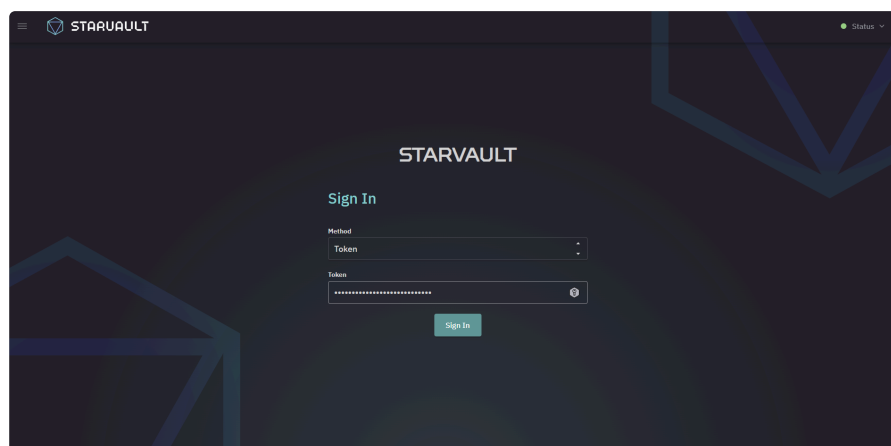 STARVAULT
Status
STARVAULT
Sign In
Method
Token
Token
Sign In